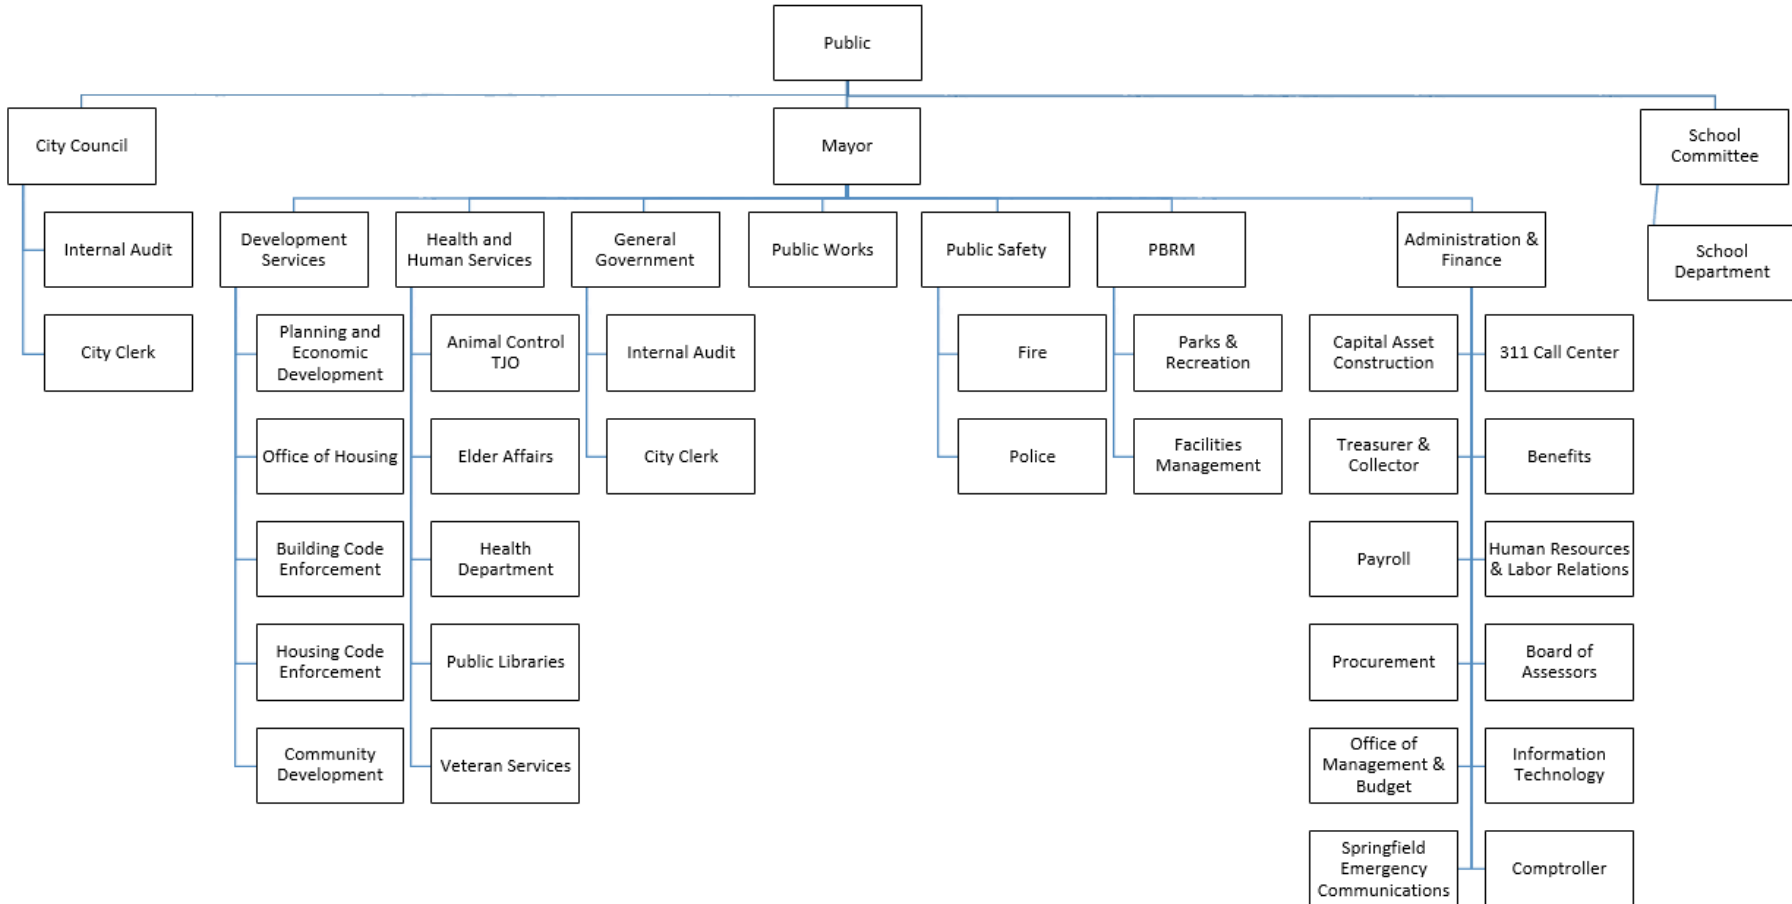 Public
City Council
Mayor
School
Committee
Internal Audit
City Clerk
Development
Services
Planning and
Economic
Development
Office of Housing
Building Code
Enforcement
Housing Code
Enforcement
Community
Development
Health and
Human Services
Animal Control
TJO
Elder Affairs
Health
Department
Public Libraries
Veteran Services
General
Government
Internal Audit
City Clerk
Public Works
Public Safety
Fire
Police
PBRM
Parks &
Recreation
Facilities
Management
Administration &
Finance
Capital Asset
Construction
311 Call Center
Treasurer &
Collector
Benefits
Payroll
Human Resources
& Labor Relations
Procurement
Board of
Assessors
Office of
Management &
Budget
Information
Technology
Springfield
Emergency
Communications
Comptroller
School
Department